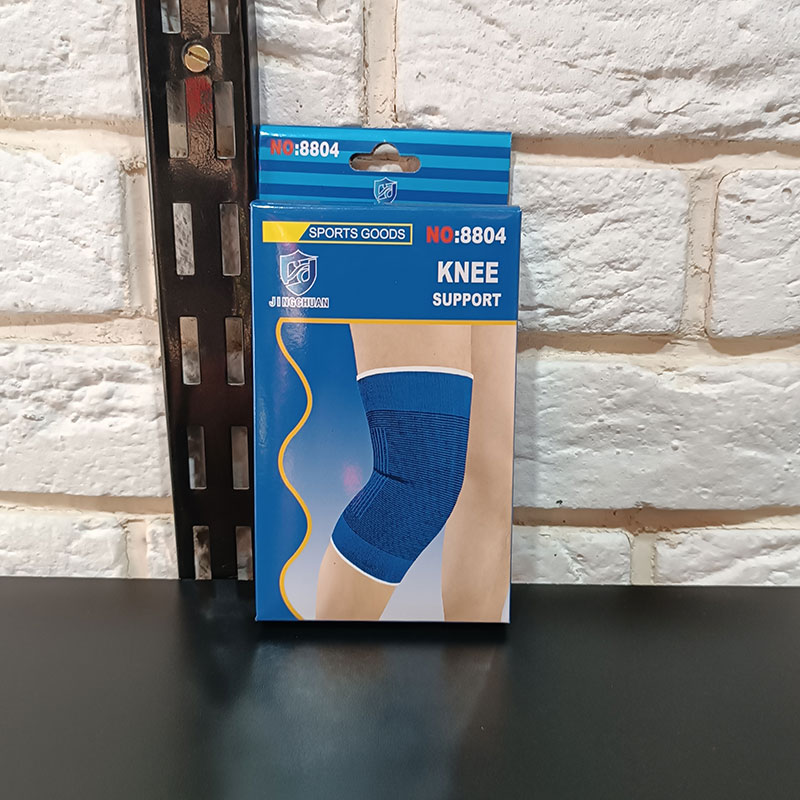 NO:8804
SPORTS GOODS
NO:8804
JINGCHUAN
KNEE
SUPPORT